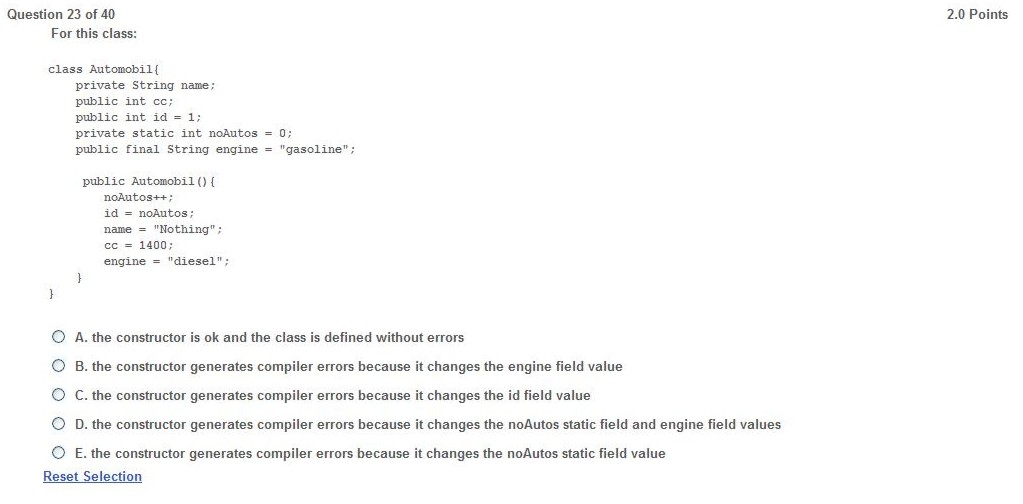 Question 23 of 40
2.0 Points
For this class:
class Automobil{
private String name;
public int cc;
public int id = 1;
private static int noAutos = 0;
public final String engine = "gasoline";
public Automobil(){
noAutos++;
id = noAutos;
name = "Nothing";
cc = 1400;
engine = "diesel";
}
}
A. the constructor is ok and the class is defined without errors
B. the constructor generates compiler errors because it changes the engine field value
C. the constructor generates compiler errors because it changes the id field value
D. the constructor generates compiler errors because it changes the noAutos static field and engine field values
E. the constructor generates compiler errors because it changes the noAutos static field value
Reset Selection